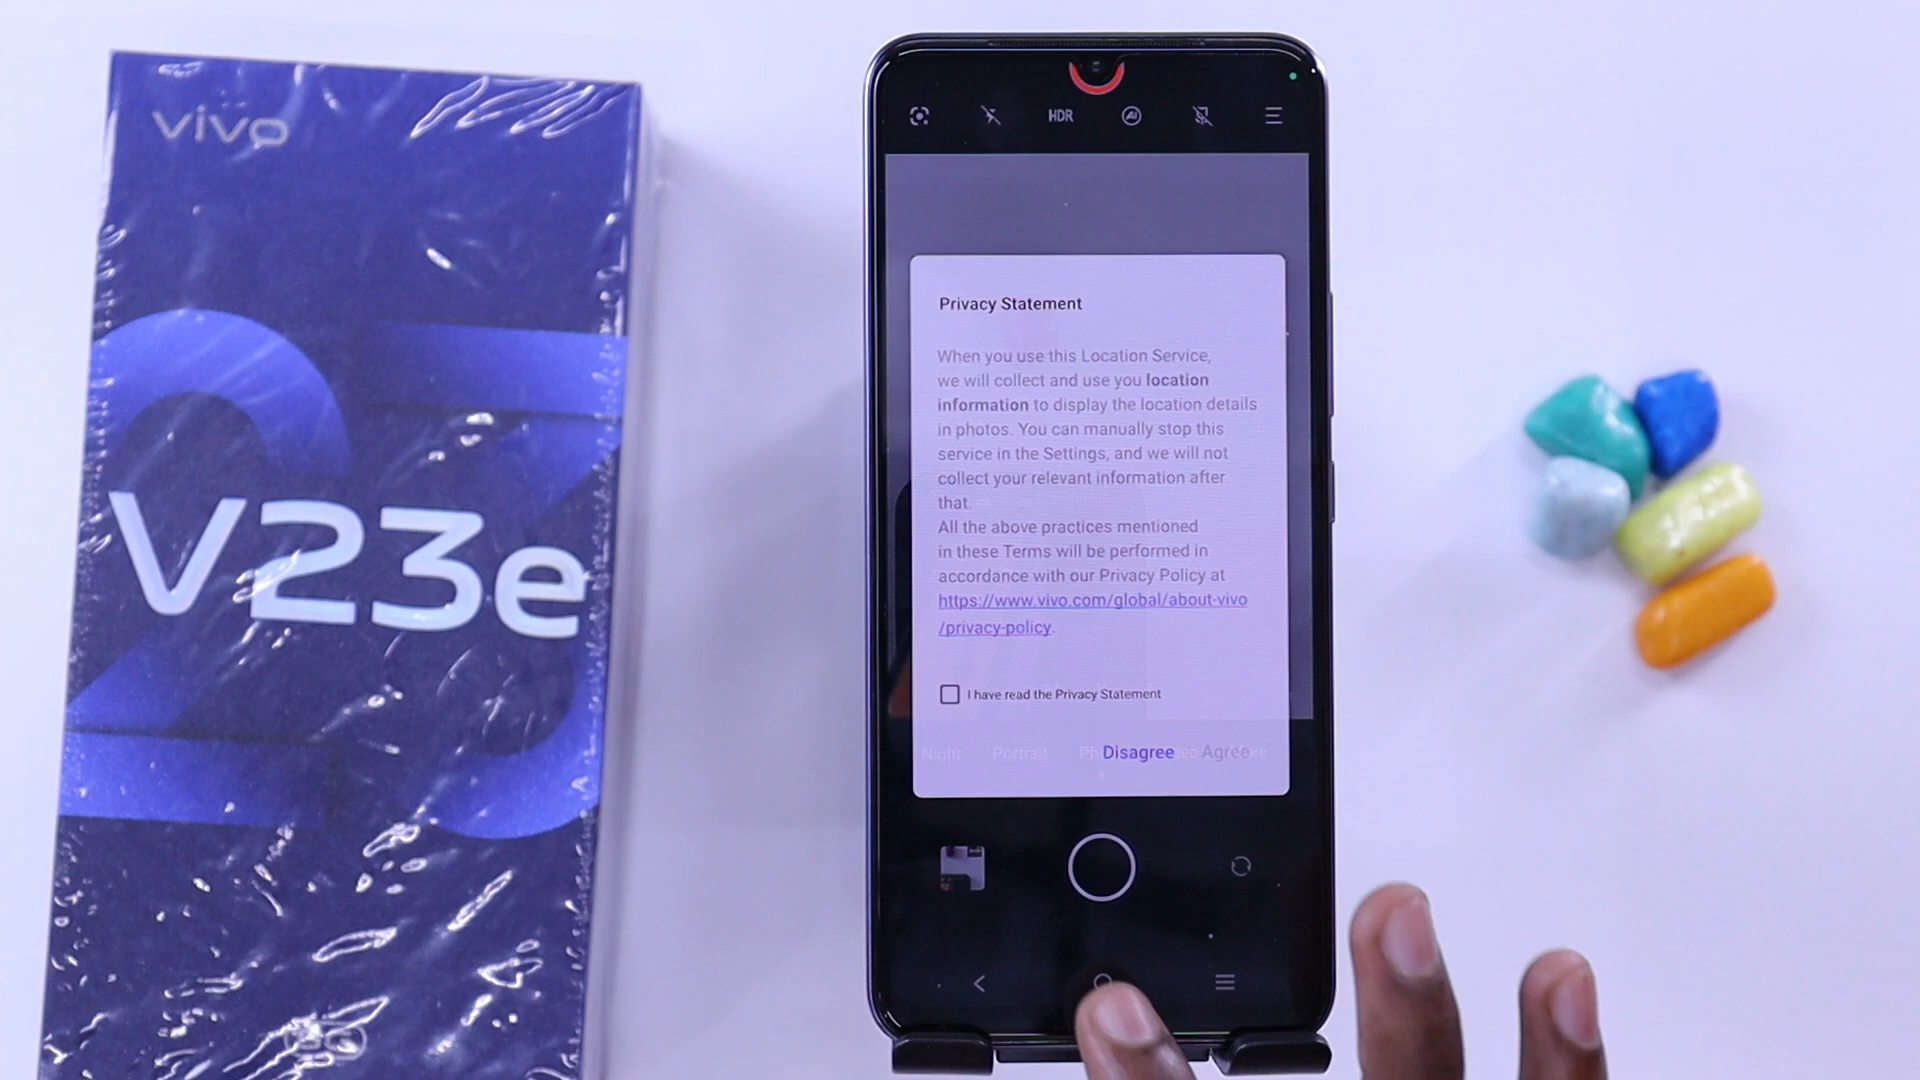 vivo
V23e
5G
HDR
AI
Privacy Statement
When you use this Location Service,
we will collect and use you location
information to display the location details
in photos. You can manually stop this
service in the Settings, and we will not
collect your relevant information after
that.
All the above practices mentioned
in these Terms will be performed in
accordance with our Privacy Policy at
https://www.vivo.com/global/about-vivo
/privacy-policy.
I have read the Privacy Statement
Night Portrait
Disagree Agree